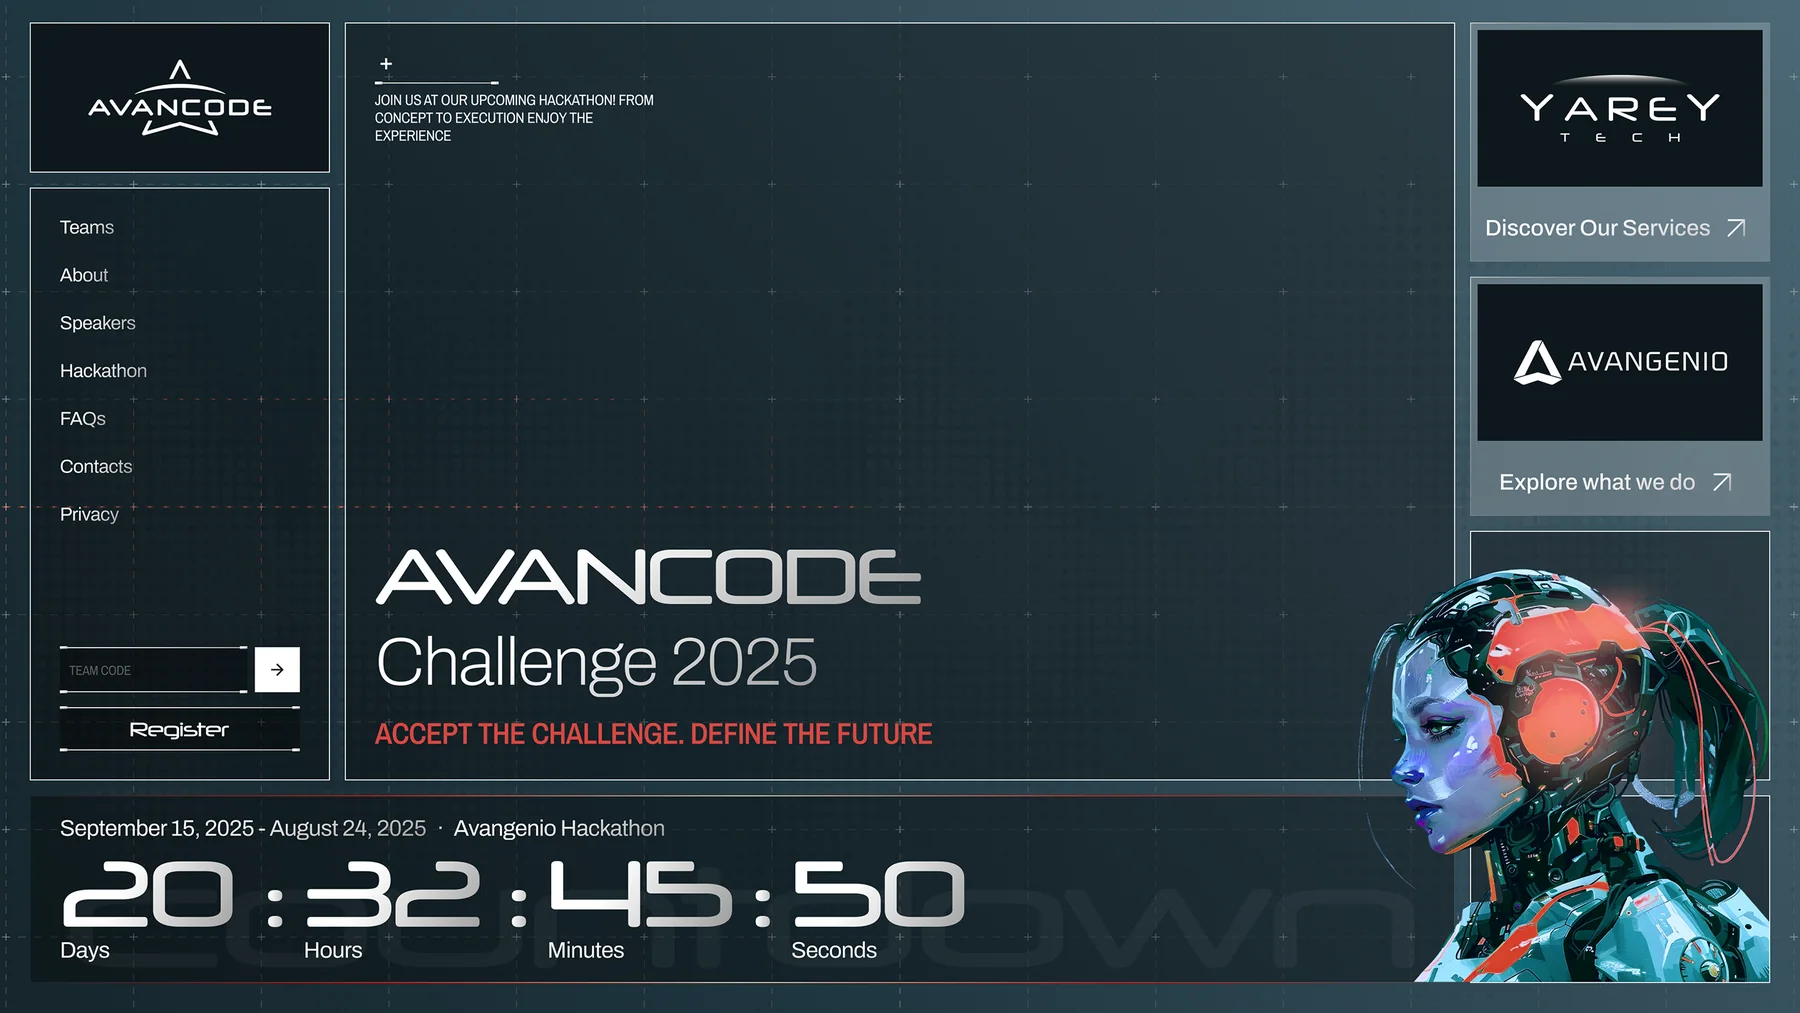 AVANCODE
Teams
About
Speakers
Hackathon
FAQs
Contacts
Privacy
TEAM CODE
Register
JOIN US AT OUR UPCOMING HACKATHON! FROM
CONCEPT TO EXECUTION ENJOY THE
EXPERIENCE
AVANCODE
Challenge 2025
ACCEPT THE CHALLENGE. DEFINE THE FUTURE
YAREY
TECH
Discover Our Services
AVANGENIO
Explore what we do
September 15, 2025 - August 24, 2025 · Avangenio Hackathon
20 : 32 : 45 : 50
Days Hours Minutes Seconds